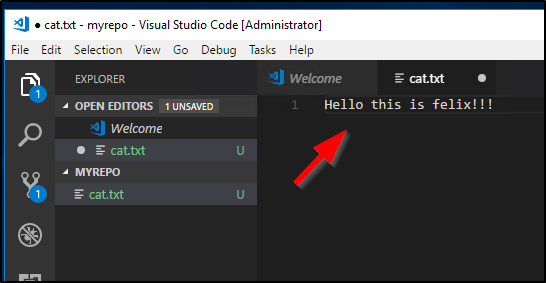 ● cat.txt - myrepo - Visual Studio Code [Administrator]
File Edit Selection View Go Debug Tasks Help
EXPLORER
Welcome
cat.txt
OPEN EDITORS 1 UNSAVED
1 Hello this is felix!!!
1
Welcome
cat.txt U
MYREPO
1
cat.txt U